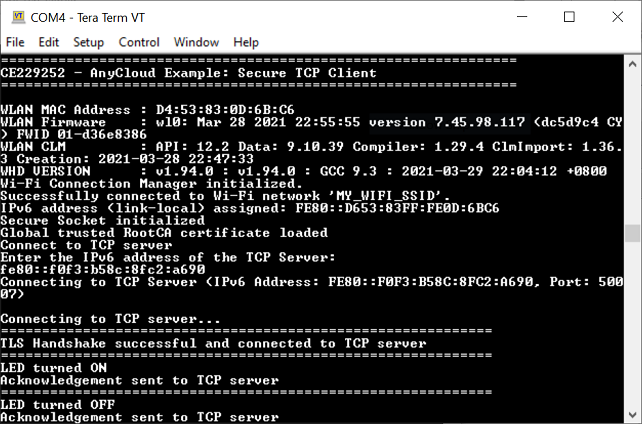 VT COM4 - Tera Term VT
File Edit Setup Control Window Help
================================================================
CE229252 - AnyCloud Example: Secure TCP Client
================================================================
WLAN MAC Address : D4:53:83:0D:6B:C6
WLAN Firmware : wl0: Mar 28 2021 22:55:55 version 7.45.98.117 (dc5d9c4 CY
) FWID 01-d36e8386
WLAN CLM : API: 12.2 Data: 9.10.39 Compiler: 1.29.4 ClmImport: 1.36.
3 Creation: 2021-03-28 22:47:33
WHD VERSION : v1.94.0 : v1.94.0 : GCC 9.3 : 2021-03-29 22:04:12 +0800
Wi-Fi Connection Manager initialized.
Successfully connected to Wi-Fi network 'MY_WIFI_SSID'.
IPv6 address (link-local) assigned: FE80::D653:83FF:FE0D:6BC6
Secure Socket initialized
Global trusted RootCA certificate loaded
Connect to TCP server
Enter the IPv6 address of the TCP Server:
fe80::f0f3:b58c:8fc2:a690
Connecting to TCP Server (IPv6 Address: FE80::F0F3:B58C:8FC2:A690, Port: 500
07)
Connecting to TCP server...
=============================================================
TLS Handshake successful and connected to TCP server
=============================================================
LED turned ON
Acknowledgement sent to TCP server
=============================================================
LED turned OFF
Acknowledgement sent to TCP server